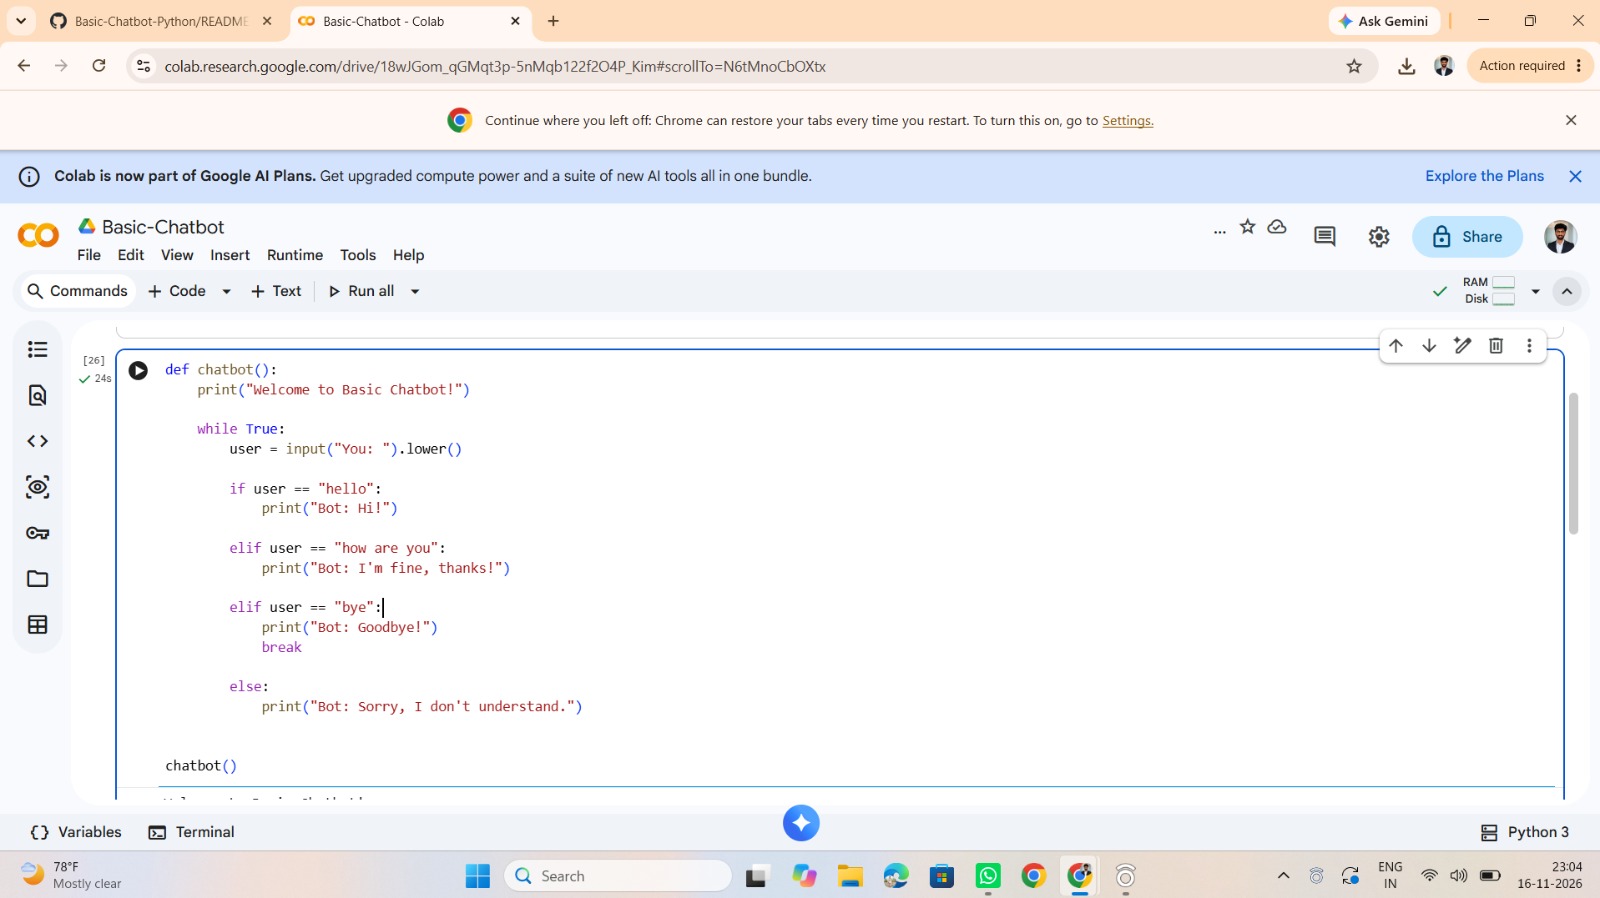 Basic-Chatbot-Python/README
Basic-Chatbot - Colab
Ask Gemini
colab.research.google.com/drive/18wJGom_qGMqt3p-5nMqb122f2O4P_Kim#scrollTo=N6tMnoCbOXtx
Action required
Continue where you left off: Chrome can restore your tabs every time you restart. To turn this on, go to Settings.
Colab is now part of Google AI Plans. Get upgraded compute power and a suite of new AI tools all in one bundle.
Explore the Plans
Basic-Chatbot
File Edit View Insert Runtime Tools Help
Share
Commands + Code + Text Run all
RAM
Disk
[26]
24s
def chatbot():
    print("Welcome to Basic Chatbot!")
    while True:
        user = input("You: ").lower()
        if user == "hello":
            print("Bot: Hi!")
        elif user == "how are you":
            print("Bot: I'm fine, thanks!")
        elif user == "bye":
            print("Bot: Goodbye!")
            break
        else:
            print("Bot: Sorry, I don't understand.")
chatbot()
{} Variables Terminal
Python 3
78°F
Mostly clear
Search
ENG
IN
23:04
16-11-2026